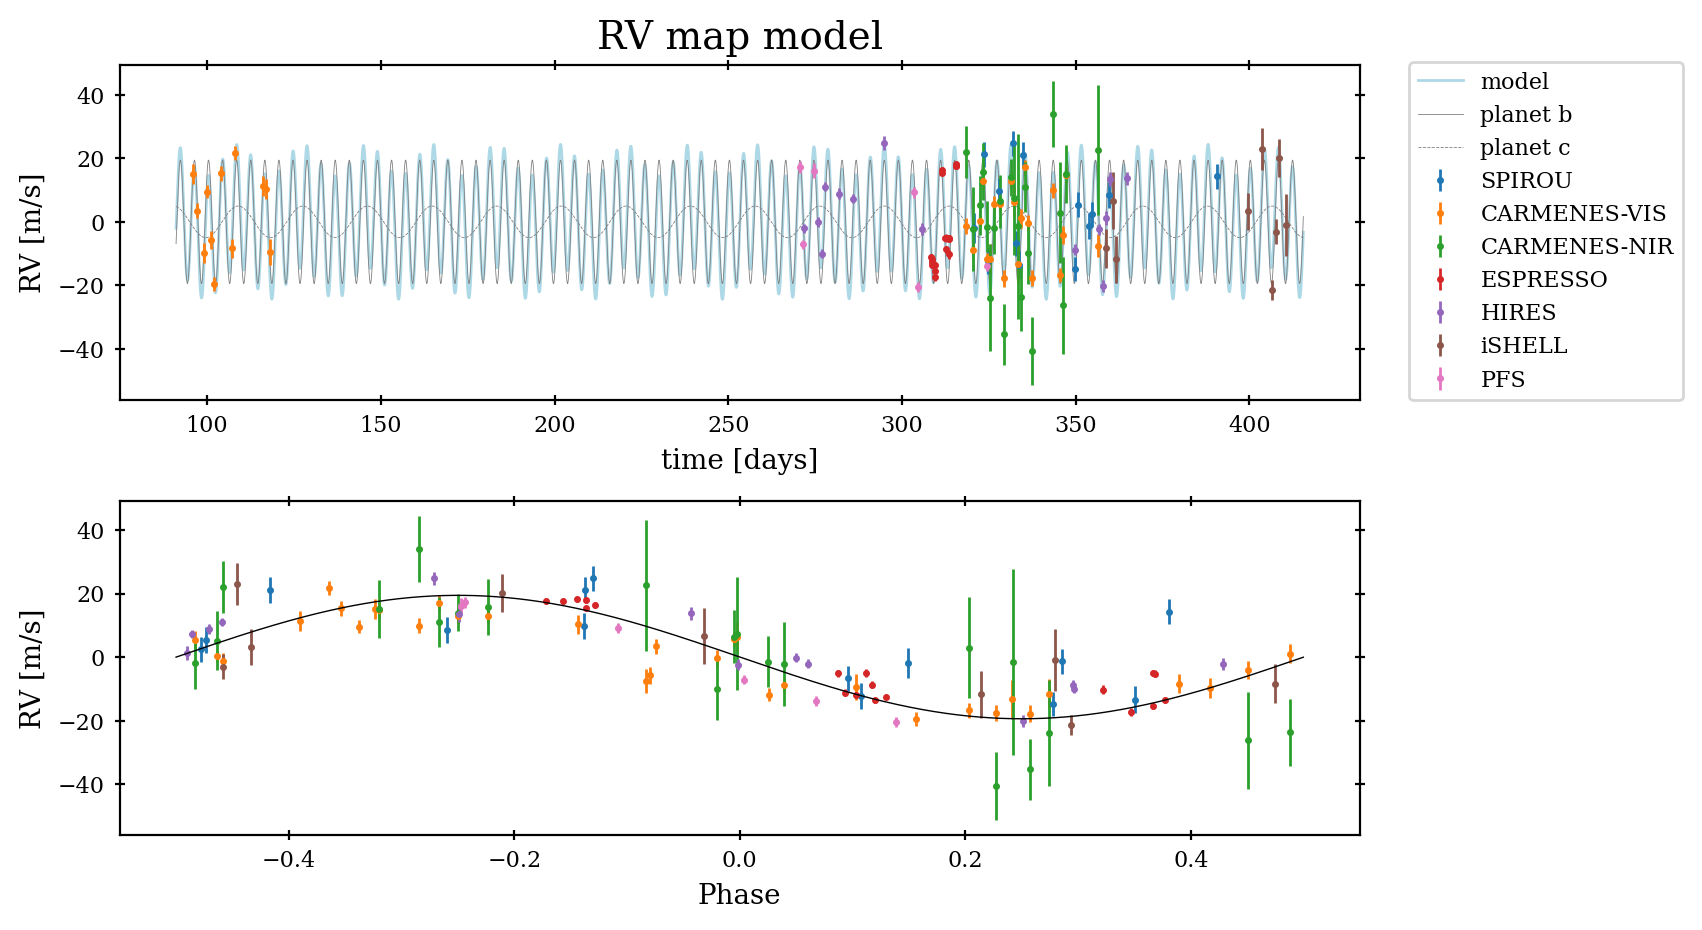 RV map model
40
20
0
−20
−40
RV [m/s]
100
150
200
250
300
350
400
time [days]
model
planet b
planet c
SPIROU
CARMENES-VIS
CARMENES-NIR
ESPRESSO
HIRES
iSHELL
PFS
40
20
0
−20
−40
RV [m/s]
−0.4
−0.2
0.0
0.2
0.4
Phase